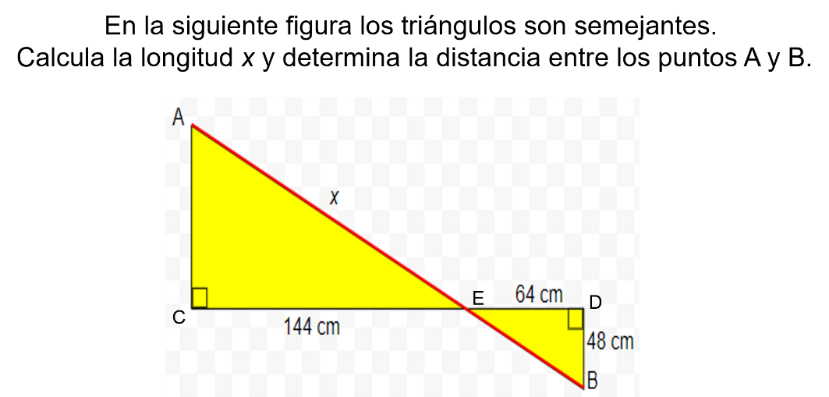 En la siguiente figura los triángulos son semejantes.
Calcula la longitud x y determina la distancia entre los puntos A y B.
A
x
E
64 cm
D
C
144 cm
48 cm
B